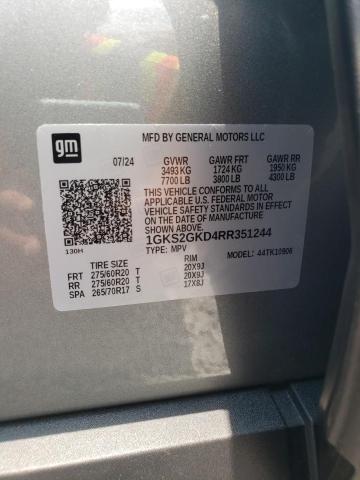 gm
MFD BY GENERAL MOTORS LLC
07/24 GVWR GAWR FRT GAWR RR
3493 KG 1724 KG 1950 KG
7700 LB 3800 LB 4300 LB
THIS VEHICLE CONFORMS TO ALL APPLICABLE
U.S. FEDERAL MOTOR VEHICLE SAFETY AND
THEFT PREVENTION STANDARDS IN EFFECT
ON THE DATE OF MANUFACTURE
SHOWN ABOVE.
1GKS2GKD4RR351244
TYPE: MPV MODEL: 44TK10906
130H
TIRE SIZE RIM
FRT 275/60R20 T 20X9J
RR 275/60R20 T 20X9J
SPA 265/70R17 S 17X8J